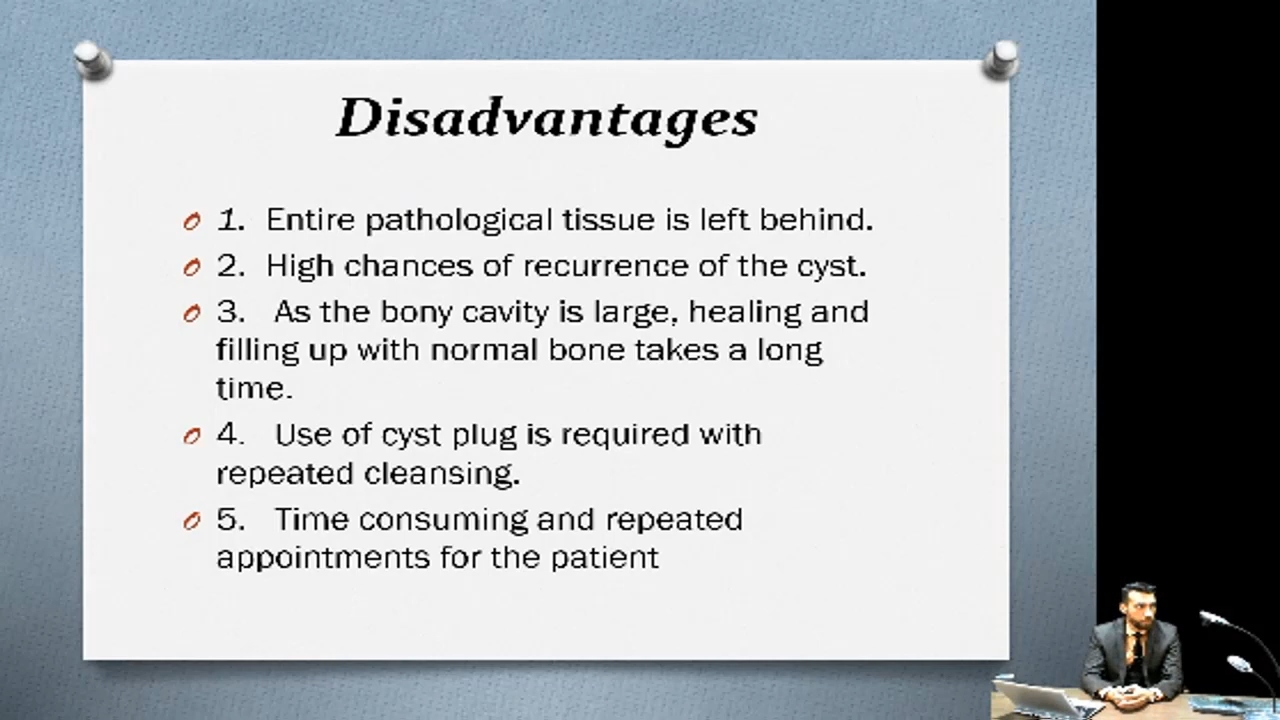 Disadvantages
1. Entire pathological tissue is left behind.
2. High chances of recurrence of the cyst.
3. As the bony cavity is large, healing and
filling up with normal bone takes a long
time.
4. Use of cyst plug is required with
repeated cleansing.
5. Time consuming and repeated
appointments for the patient